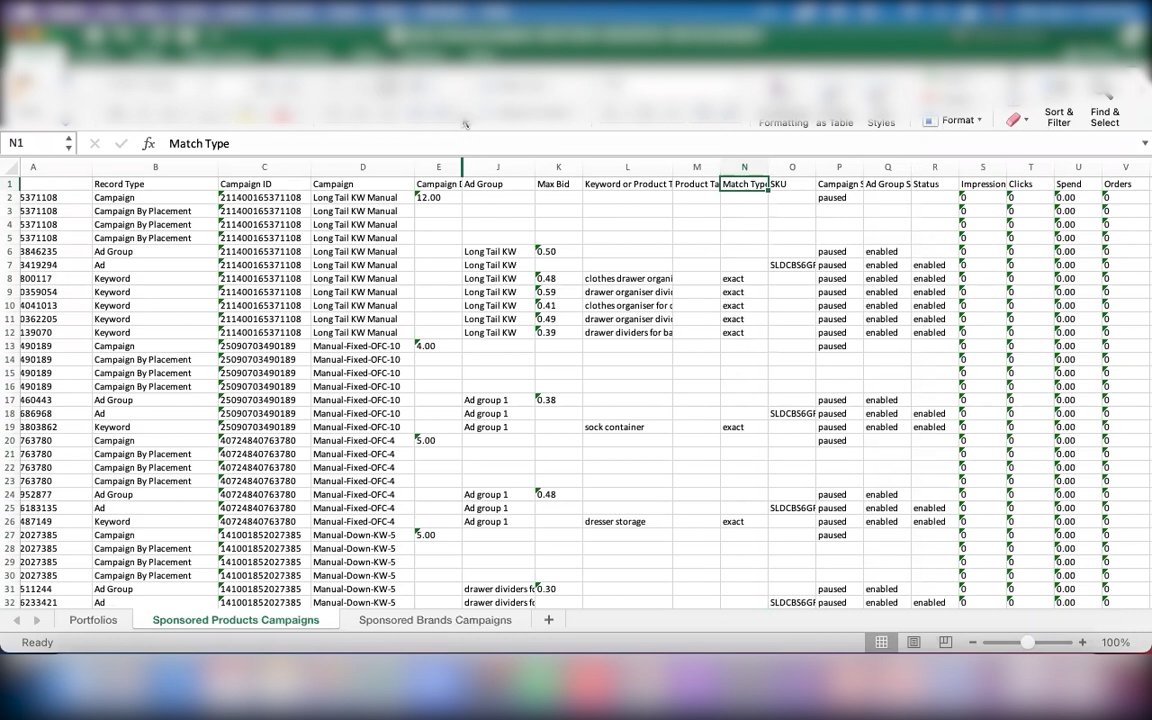 Formatting as Table Styles Format Sort & Filter Find & Select
N1 fx Match Type
A B C D E J K L M N O P Q R S T U V
1 Record Type Campaign ID Campaign Campaign D Ad Group Max Bid Keyword or Product T Product Ta Match Type SKU Campaign S Ad Group S Status Impression Clicks Spend Orders
2 5371108 Campaign 211400165371108 Long Tail KW Manual 12.00 paused 0 0 0.00 0
3 5371108 Campaign By Placement 211400165371108 Long Tail KW Manual 0 0 0.00 0
4 5371108 Campaign By Placement 211400165371108 Long Tail KW Manual 0 0 0.00 0
5 5371108 Campaign By Placement 211400165371108 Long Tail KW Manual 0 0 0.00 0
6 3846235 Ad Group 211400165371108 Long Tail KW Manual Long Tail KW 0.50 paused enabled 0 0 0.00 0
7 3419294 Ad 211400165371108 Long Tail KW Manual Long Tail KW SLDCBS6GF paused enabled enabled 0 0 0.00 0
8 800117 Keyword 211400165371108 Long Tail KW Manual Long Tail KW 0.48 clothes drawer organi exact paused enabled enabled 0 0 0.00 0
9 0359054 Keyword 211400165371108 Long Tail KW Manual Long Tail KW 0.59 drawer organiser divid exact paused enabled enabled 0 0 0.00 0
10 4041013 Keyword 211400165371108 Long Tail KW Manual Long Tail KW 0.41 clothes organiser for c exact paused enabled enabled 0 0 0.00 0
11 0362205 Keyword 211400165371108 Long Tail KW Manual Long Tail KW 0.49 drawer organiser divid exact paused enabled enabled 0 0 0.00 0
12 139070 Keyword 211400165371108 Long Tail KW Manual Long Tail KW 0.39 drawer dividers for ba exact paused enabled enabled 0 0 0.00 0
13 490189 Campaign 25090703490189 Manual-Fixed-OFC-10 4.00 paused 0 0 0.00 0
14 490189 Campaign By Placement 25090703490189 Manual-Fixed-OFC-10 0 0 0.00 0
15 490189 Campaign By Placement 25090703490189 Manual-Fixed-OFC-10 0 0 0.00 0
16 490189 Campaign By Placement 25090703490189 Manual-Fixed-OFC-10 0 0 0.00 0
17 460443 Ad Group 25090703490189 Manual-Fixed-OFC-10 Ad group 1 0.38 paused enabled 0 0 0.00 0
18 686968 Ad 25090703490189 Manual-Fixed-OFC-10 Ad group 1 SLDCBS6GF paused enabled enabled 0 0 0.00 0
19 3803862 Keyword 25090703490189 Manual-Fixed-OFC-10 Ad group 1 sock container exact paused enabled enabled 0 0 0.00 0
20 763780 Campaign 40724840763780 Manual-Fixed-OFC-4 5.00 paused 0 0 0.00 0
21 763780 Campaign By Placement 40724840763780 Manual-Fixed-OFC-4 0 0 0.00 0
22 763780 Campaign By Placement 40724840763780 Manual-Fixed-OFC-4 0 0 0.00 0
23 763780 Campaign By Placement 40724840763780 Manual-Fixed-OFC-4 0 0 0.00 0
24 952877 Ad Group 40724840763780 Manual-Fixed-OFC-4 Ad group 1 0.48 paused enabled 0 0 0.00 0
25 6183135 Ad 40724840763780 Manual-Fixed-OFC-4 Ad group 1 SLDCBS6GF paused enabled enabled 0 0 0.00 0
26 487149 Keyword 40724840763780 Manual-Fixed-OFC-4 Ad group 1 dresser storage exact paused enabled enabled 0 0 0.00 0
27 2027385 Campaign 141001852027385 Manual-Down-KW-5 5.00 paused 0 0 0.00 0
28 2027385 Campaign By Placement 141001852027385 Manual-Down-KW-5 0 0 0.00 0
29 2027385 Campaign By Placement 141001852027385 Manual-Down-KW-5 0 0 0.00 0
30 2027385 Campaign By Placement 141001852027385 Manual-Down-KW-5 0 0 0.00 0
31 511244 Ad Group 141001852027385 Manual-Down-KW-5 drawer dividers fo 0.30 paused enabled 0 0 0.00 0
32 6233421 Ad 141001852027385 Manual-Down-KW-5 drawer dividers fo SLDCBS6GF paused enabled enabled 0 0 0.00 0
Portfolios Sponsored Products Campaigns Sponsored Brands Campaigns +
Ready 100%